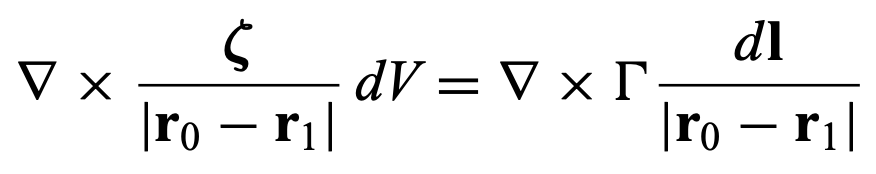 ∇ × ζ / |r₀ − r₁| dV = ∇ × Γ dl / |r₀ − r₁|